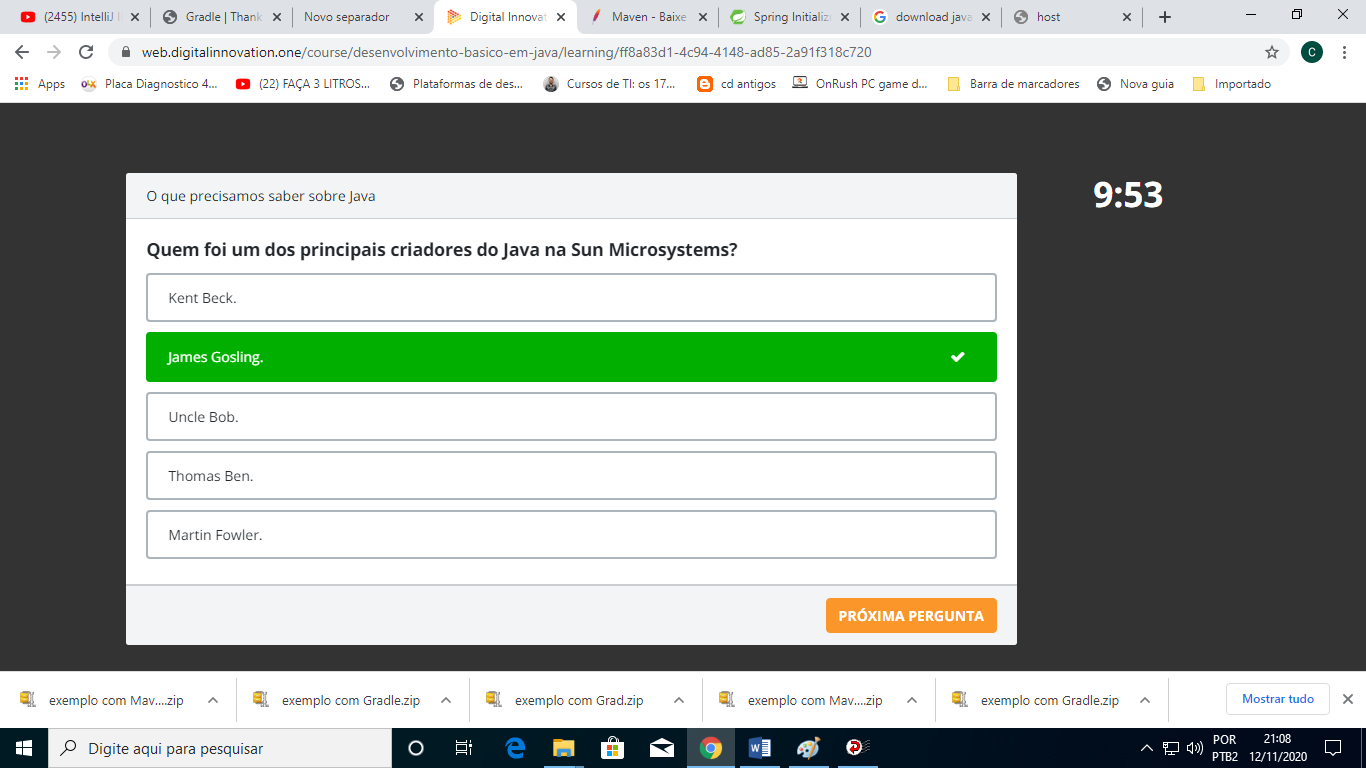 (2455) IntelliJ I
Gradle | Thank
Novo separador
Digital Innovat
Maven - Baixe
Spring Initializ
download java
host
web.digitalinnovation.one/course/desenvolvimento-basico-em-java/learning/ff8a83d1-4c94-4148-ad85-2a91f318c720
C
Apps
Placa Diagnostico 4...
(22) FAÇA 3 LITROS...
Plataformas de des...
Cursos de TI: os 17...
cd antigos
OnRush PC game d...
Barra de marcadores
Nova guia
Importado
O que precisamos saber sobre Java
9:53
Quem foi um dos principais criadores do Java na Sun Microsystems?
Kent Beck.
James Gosling.
Uncle Bob.
Thomas Ben.
Martin Fowler.
PRÓXIMA PERGUNTA
exemplo com Mav....zip
exemplo com Gradle.zip
exemplo com Grad.zip
exemplo com Mav....zip
exemplo com Gradle.zip
Mostrar tudo
Digite aqui para pesquisar
POR
PTB2
21:08
12/11/2020